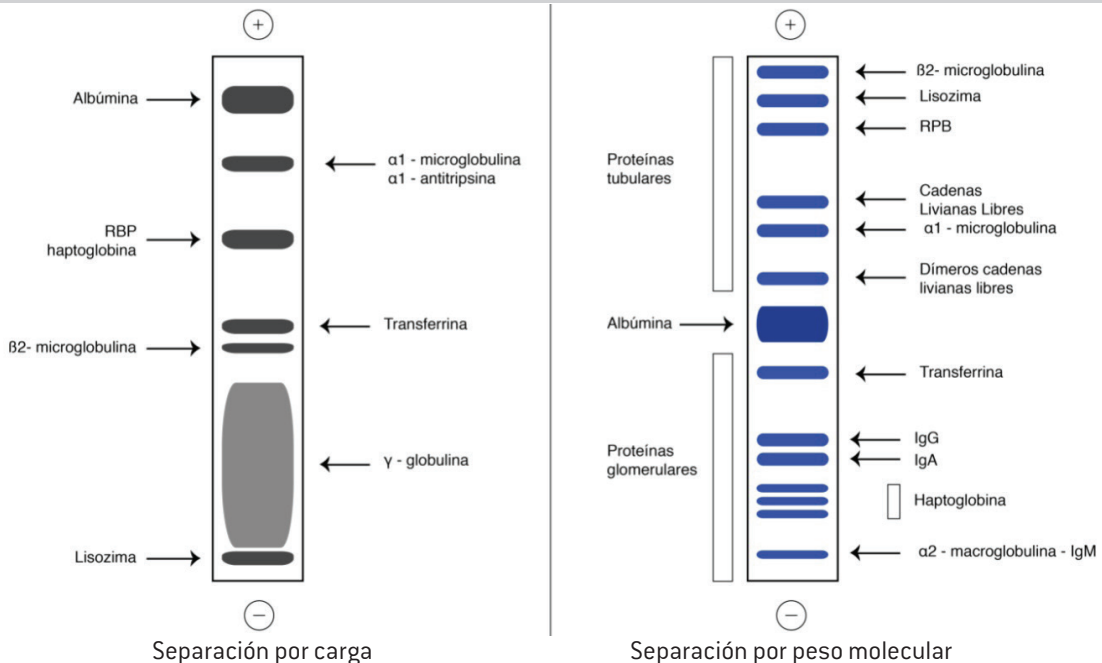 +
Albúmina
α1 - microglobulina
α1 - antitripsina
RBP
haptoglobina
Transferrina
ß2- microglobulina
γ - globulina
Lisozima
−
Separación por carga
+
ß2- microglobulina
Lisozima
RPB
Proteínas
tubulares
Cadenas
Livianas Libres
α1 - microglobulina
Dímeros cadenas
livianas libres
Albúmina
Transferrina
Proteínas
glomerulares
IgG
IgA
Haptoglobina
α2 - macroglobulina - IgM
−
Separación por peso molecular